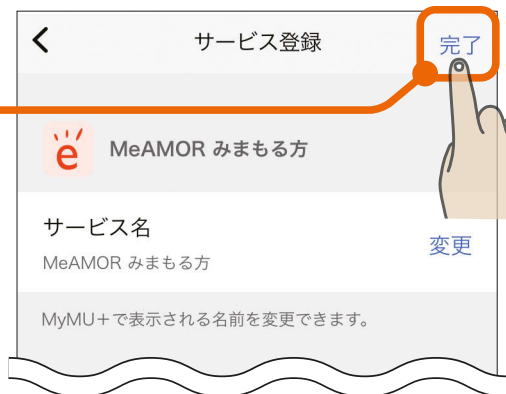 サービス登録
完了
MeAMOR みまもる方
サービス名
MeAMOR みまもる方
変更
MyMU+で表示される名前を変更できます。